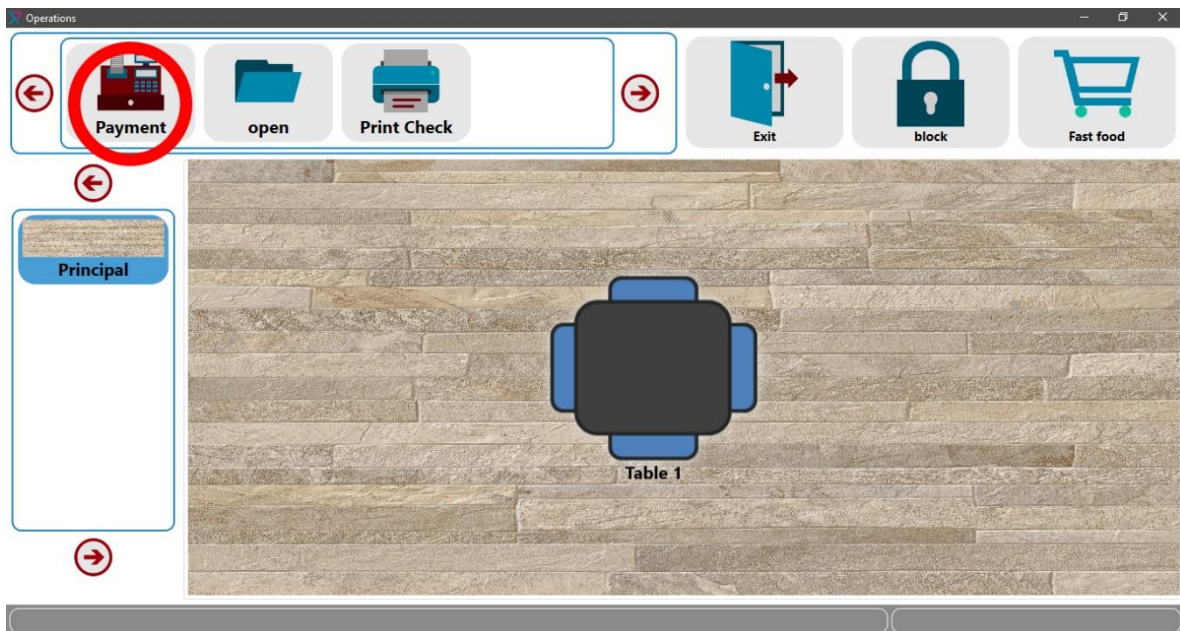 Operations
Payment
open
Print Check
Exit
block
Fast food
Principal
Table 1